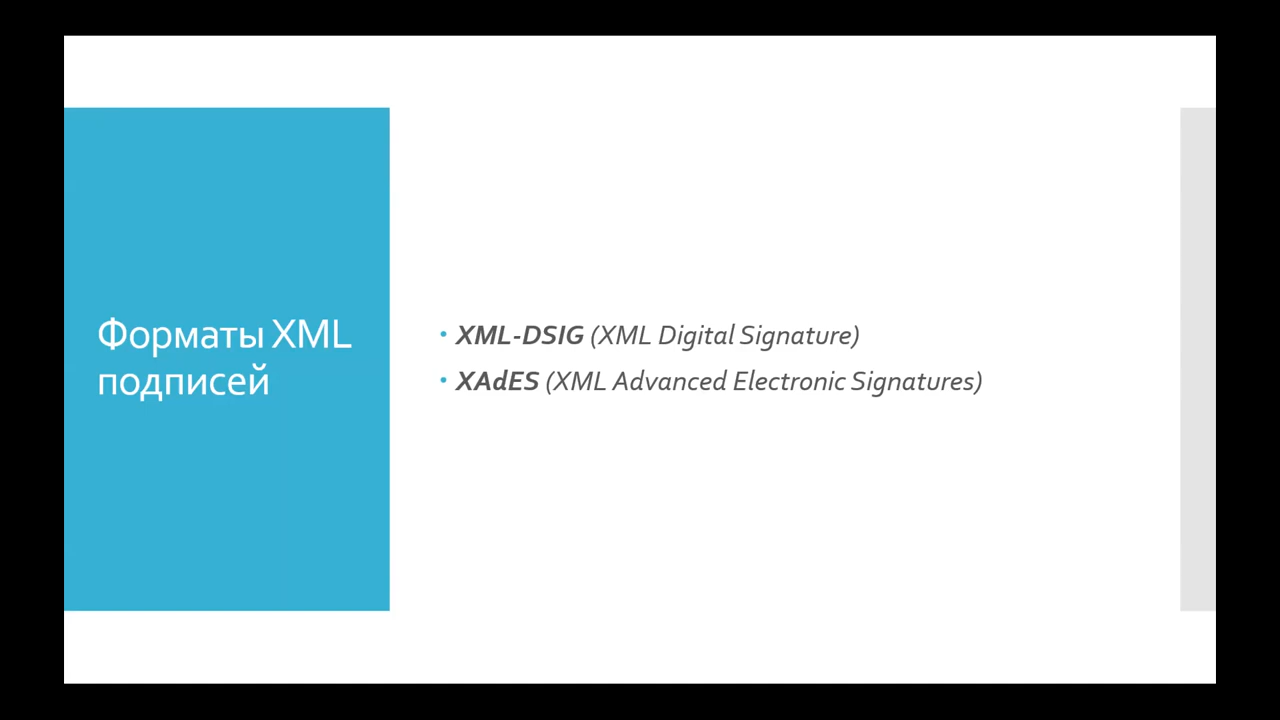 Форматы XML
подписей
• XML-DSIG (XML Digital Signature)
• XAdES (XML Advanced Electronic Signatures)